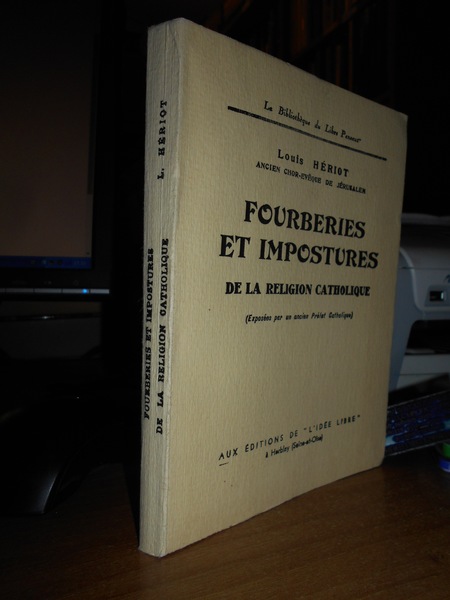 La Bibliothèque du Libre Penseur
Louis HÉRIOT
ANCIEN CHOR-EVÊQUE DE JÉRUSALEM
FOURBERIES
ET IMPOSTURES
DE LA RELIGION CATHOLIQUE
(Exposées par un ancien Prélat Catholique)
AUX EDITIONS DE "L'IDÉE LIBRE"
à Herblay (Seine-et-Oise)
FOURBERIES ET IMPOSTURES
DE LA RELIGION CATHOLIQUE L. HÉRIOT